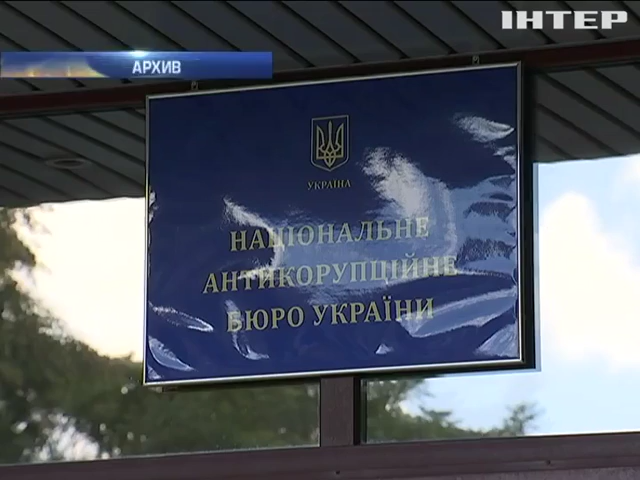 ІНТЕР
АРХИВ
УКРАЇНА
НАЦІОНАЛЬНЕ
АНТИКОРУПЦІЙНЕ
БЮРО УКРАЇНИ